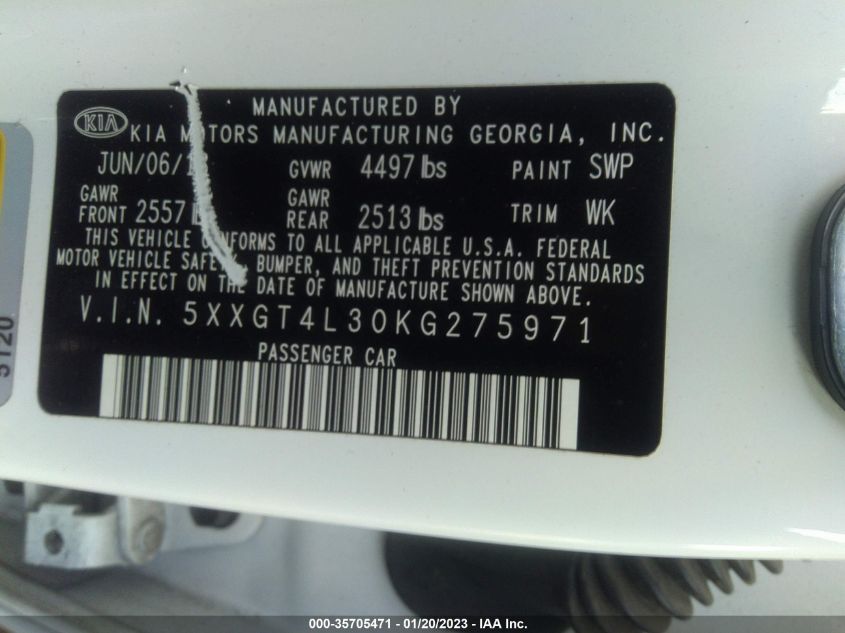 MANUFACTURED BY
KIA KIA MOTORS MANUFACTURING GEORGIA, INC.
JUN/06/1 GVWR 4497 lbs PAINT SWP
GAWR FRONT 2557 GAWR REAR 2513 lbs TRIM WK
THIS VEHICLE CONFORMS TO ALL APPLICABLE U.S.A. FEDERAL
MOTOR VEHICLE SAFETY, BUMPER, AND THEFT PREVENTION STANDARDS
IN EFFECT ON THE DATE OF MANUFACTURE SHOWN ABOVE.
V.I.N. 5XXGT4L30KG275971
PASSENGER CAR
000-35705471 - 01/20/2023 - IAA Inc.